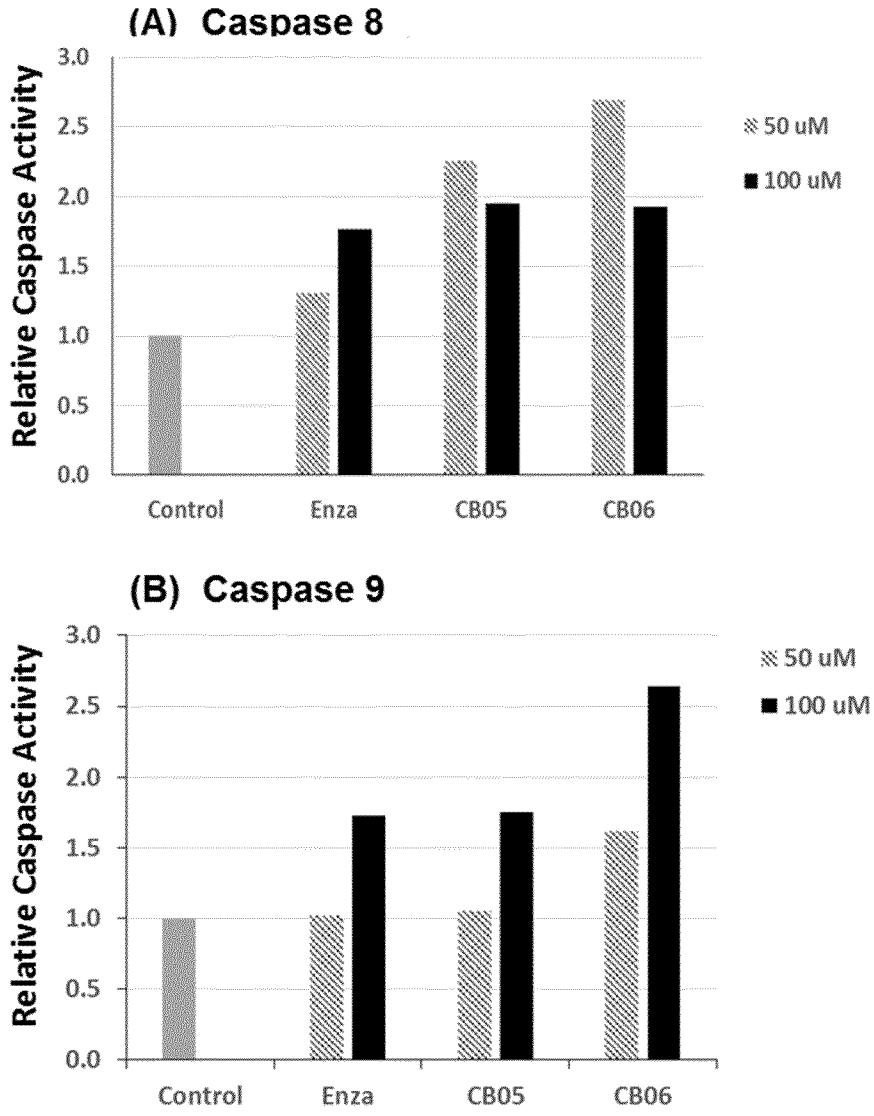 (A) Caspase 8
Relative Caspase Activity
3.0
2.5
2.0
1.5
1.0
0.5
0.0
Control
Enza
CB05
CB06
50 uM
100 uM
(B) Caspase 9
Relative Caspase Activity
3.0
2.5
2.0
1.5
1.0
0.5
0.0
Control
Enza
CB05
CB06
50 uM
100 uM